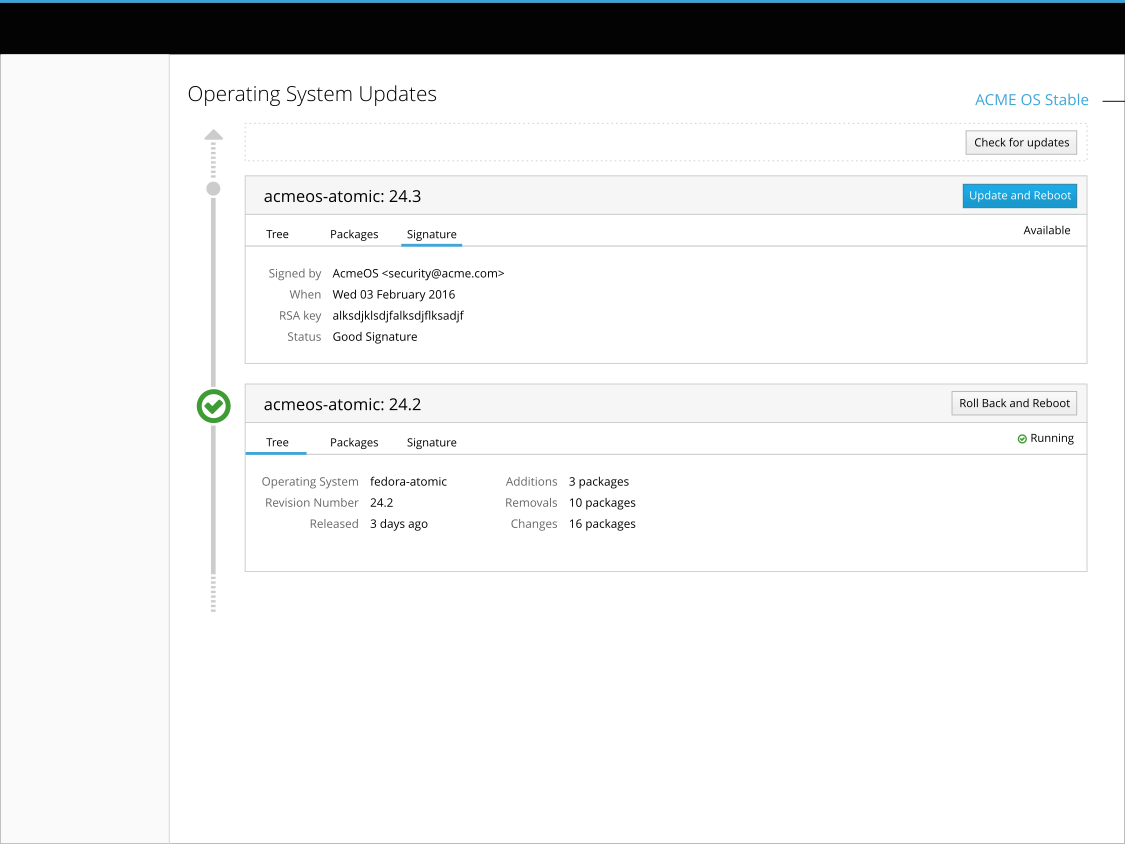 Operating System Updates
ACME OS Stable
Check for updates
acmeos-atomic: 24.3
Update and Reboot
Tree Packages Signature
Available
Signed by AcmeOS <security@acme.com>
When Wed 03 February 2016
RSA key alksdjklsdjfalksdjflksadjf
Status Good Signature
acmeos-atomic: 24.2
Roll Back and Reboot
Tree Packages Signature
Running
Operating System fedora-atomic Additions 3 packages
Revision Number 24.2 Removals 10 packages
Released 3 days ago Changes 16 packages